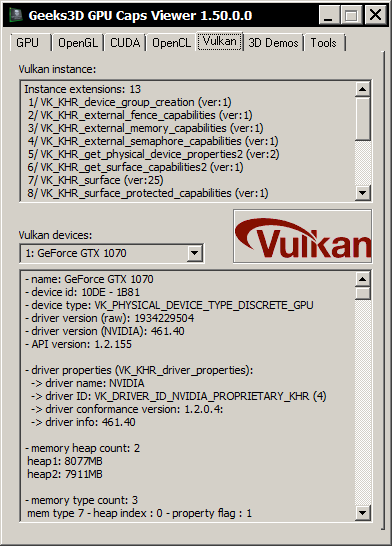 Geeks3D GPU Caps Viewer 1.50.0.0
GPU OpenGL CUDA OpenCL Vulkan 3D Demos Tools
Vulkan instance:
Instance extensions: 13
1/ VK_KHR_device_group_creation (ver:1)
2/ VK_KHR_external_fence_capabilities (ver:1)
3/ VK_KHR_external_memory_capabilities (ver:1)
4/ VK_KHR_external_semaphore_capabilities (ver:1)
5/ VK_KHR_get_physical_device_properties2 (ver:2)
6/ VK_KHR_get_surface_capabilities2 (ver:1)
7/ VK_KHR_surface (ver:25)
8/ VK_KHR_surface_protected_capabilities (ver:1)
Vulkan devices:
1: GeForce GTX 1070
Vulkan
- name: GeForce GTX 1070
- device id: 10DE - 1B81
- device type: VK_PHYSICAL_DEVICE_TYPE_DISCRETE_GPU
- driver version (raw): 1934229504
- driver version (NVIDIA): 461.40
- API version: 1.2.155
- driver properties (VK_KHR_driver_properties):
-> driver name: NVIDIA
-> driver ID: VK_DRIVER_ID_NVIDIA_PROPRIETARY_KHR (4)
-> driver conformance version: 1.2.0.4:
-> driver info: 461.40
- memory heap count: 2
heap1: 8077MB
heap2: 7911MB
- memory type count: 3
mem type 7 - heap index : 0 - property flag : 1